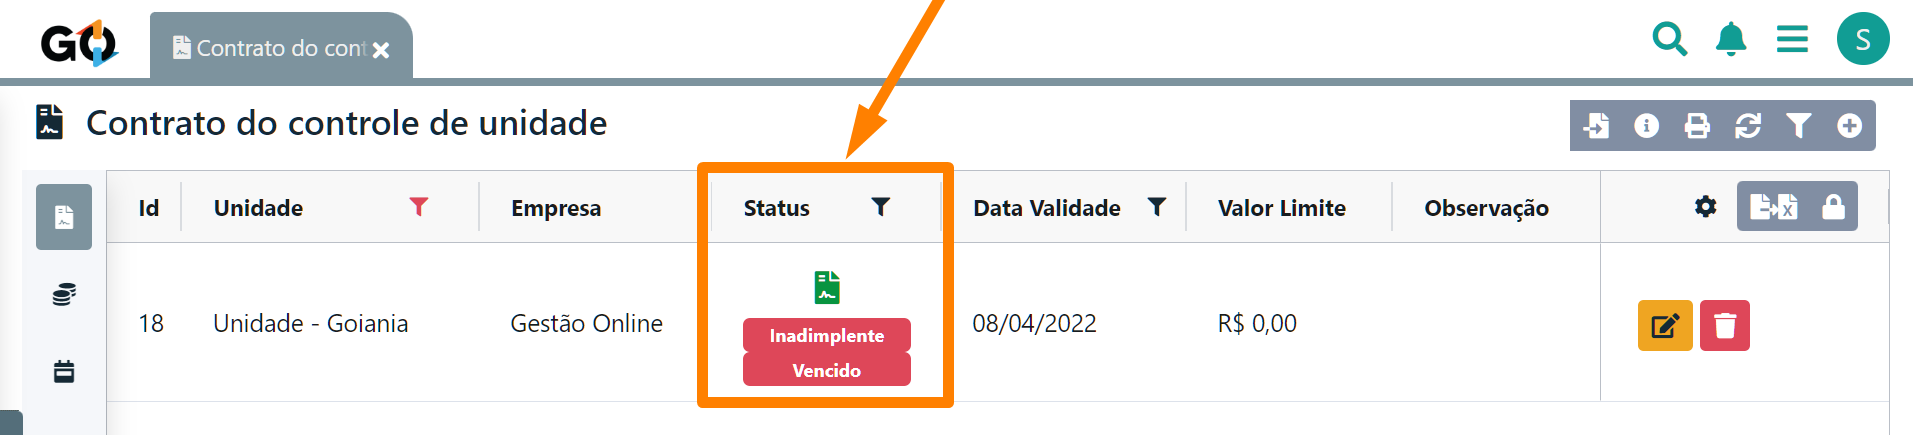 GO
Contrato do cont
S
Contrato do controle de unidade
Id Unidade Empresa Status Data Validade Valor Limite Observação
18 Unidade - Goiania Gestão Online Inadimplente 08/04/2022 R$ 0,00
Vencido